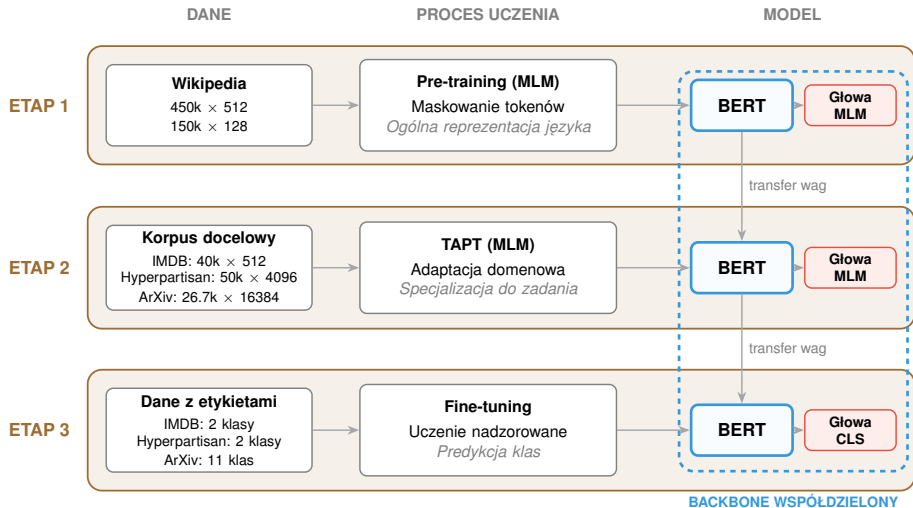 DANE
PROCES UCZENIA
MODEL
ETAP 1
Wikipedia
450k × 512
150k × 128
Pre-training (MLM)
Maskowanie tokenów
Ogólna reprezentacja języka
BERT
Głowa
MLM
transfer wag
ETAP 2
Korpus docelowy
IMDB: 40k × 512
Hyperpartisan: 50k × 4096
ArXiv: 26.7k × 16384
TAPT (MLM)
Adaptacja domenowa
Specjalizacja do zadania
BERT
Głowa
MLM
transfer wag
ETAP 3
Dane z etykietami
IMDB: 2 klasy
Hyperpartisan: 2 klasy
ArXiv: 11 klas
Fine-tuning
Uczenie nadzorowane
Predykcja klas
BERT
Głowa
CLS
BACKBONE WSPÓŁDZIELONY